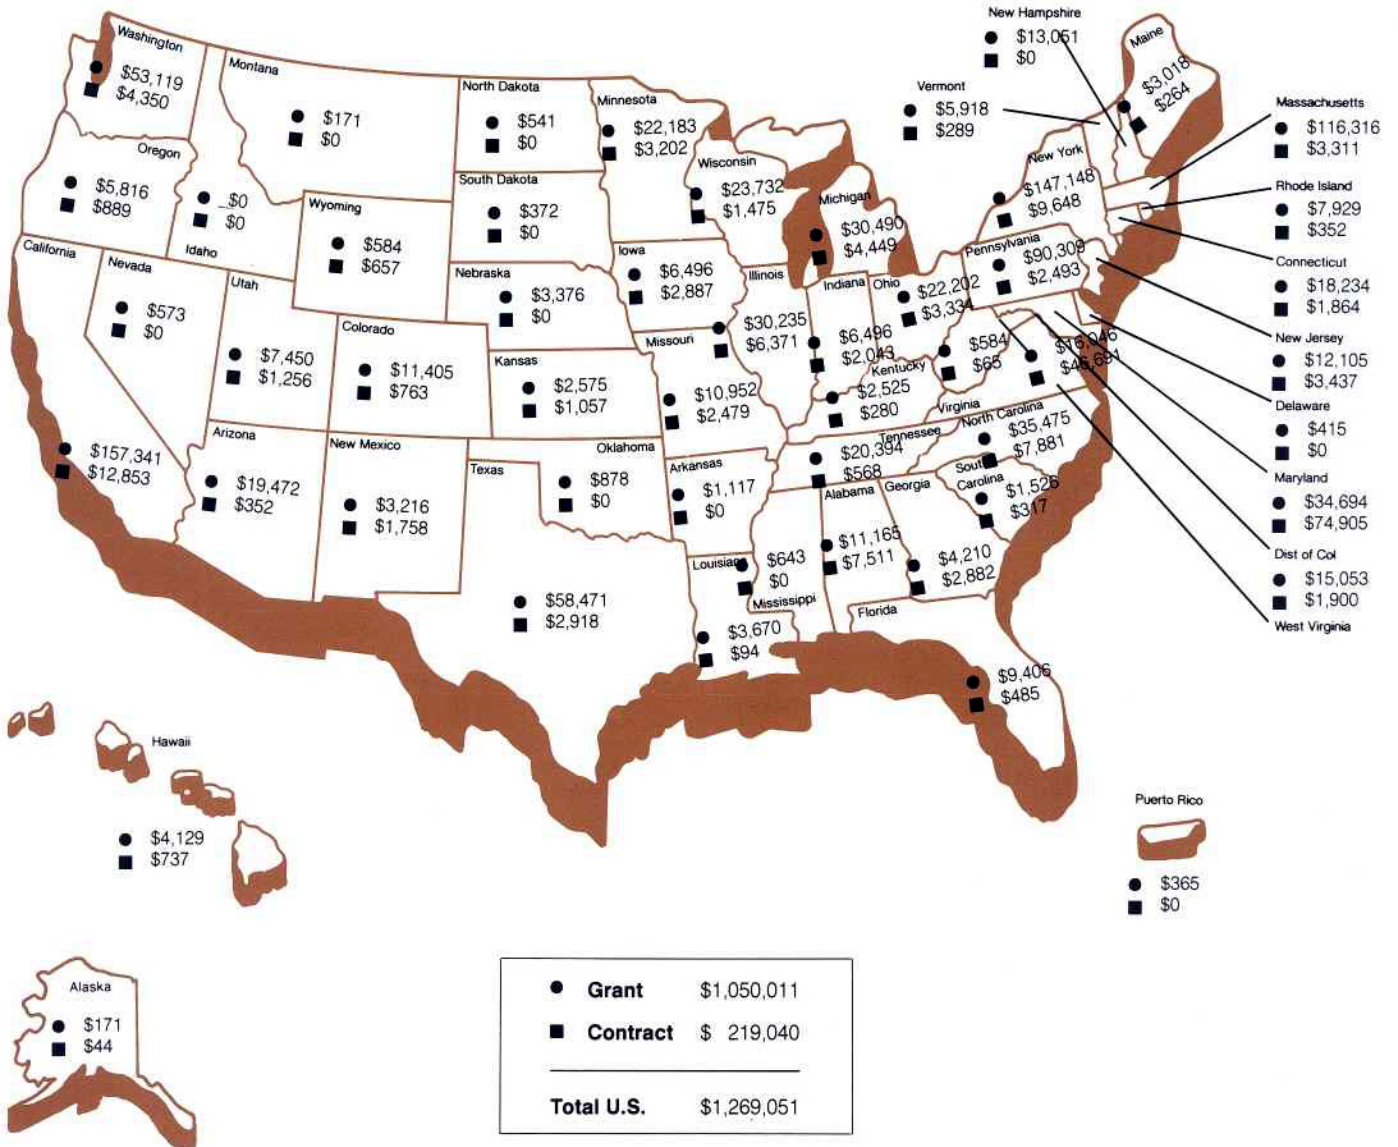 Washington
$53,119
$4,350
Montana
$171
$0
North Dakota
$541
$0
Minnesota
$22,183
$3,202
New Hampshire
$13,051
$0
Maine
$3,018
$264
Vermont
$5,918
$289
Massachusetts
$116,316
$3,311
Oregon
$5,816
$889
$0
$0
Idaho
Wyoming
$584
$657
South Dakota
$372
$0
Wisconsin
$23,732
$1,475
Michigan
$30,490
$4,449
New York
$147,148
$9,648
Rhode Island
$7,929
$352
California
$157,341
$12,853
Nevada
$573
$0
Utah
$7,450
$1,256
Colorado
$11,405
$763
Nebraska
$3,376
$0
Iowa
$6,496
$2,887
Illinois
$30,235
$6,371
Indiana
$6,496
$2,043
Ohio
$22,202
$3,334
Pennsylvania
$90,309
$2,493
Connecticut
$18,234
$1,864
New Jersey
$12,105
$3,437
Kansas
$2,575
$1,057
Missouri
$10,952
$2,479
Kentucky
$2,525
$280
$584
$65
$16,046
$46,691
Virginia
Delaware
$415
$0
Arizona
$19,472
$352
New Mexico
$3,216
$1,758
Texas
$58,471
$2,918
Oklahoma
$878
$0
Arkansas
$1,117
$0
Tennessee
$20,394
$568
North Carolina
$35,475
$7,881
South
Carolina
$1,526
$317
Maryland
$34,694
$74,905
Louisiana
$3,670
$94
$643
$0
Mississippi
Alabama
$11,165
$7,511
Georgia
$4,210
$2,882
Florida
$9,406
$485
Dist of Col
$15,053
$1,900
West Virginia
Hawaii
$4,129
$737
Puerto Rico
$365
$0
Alaska
$171
$44
Grant $1,050,011
Contract $ 219,040
Total U.S. $1,269,051